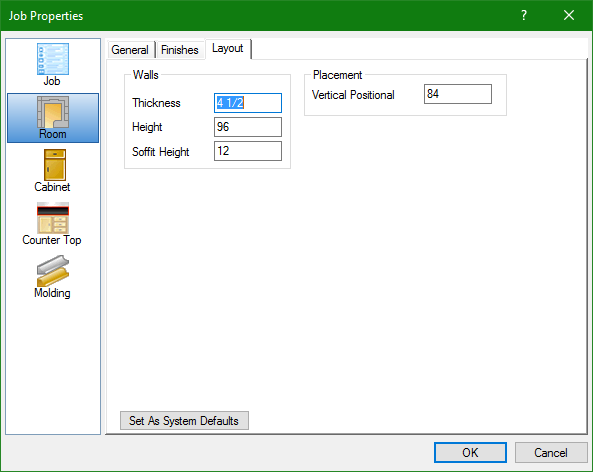 Job Properties
?
Job
Room
Cabinet
Counter Top
Molding
General Finishes Layout
Walls
Thickness 4 1/2
Height 96
Soffit Height 12
Placement
Vertical Positional 84
Set As System Defaults
OK Cancel